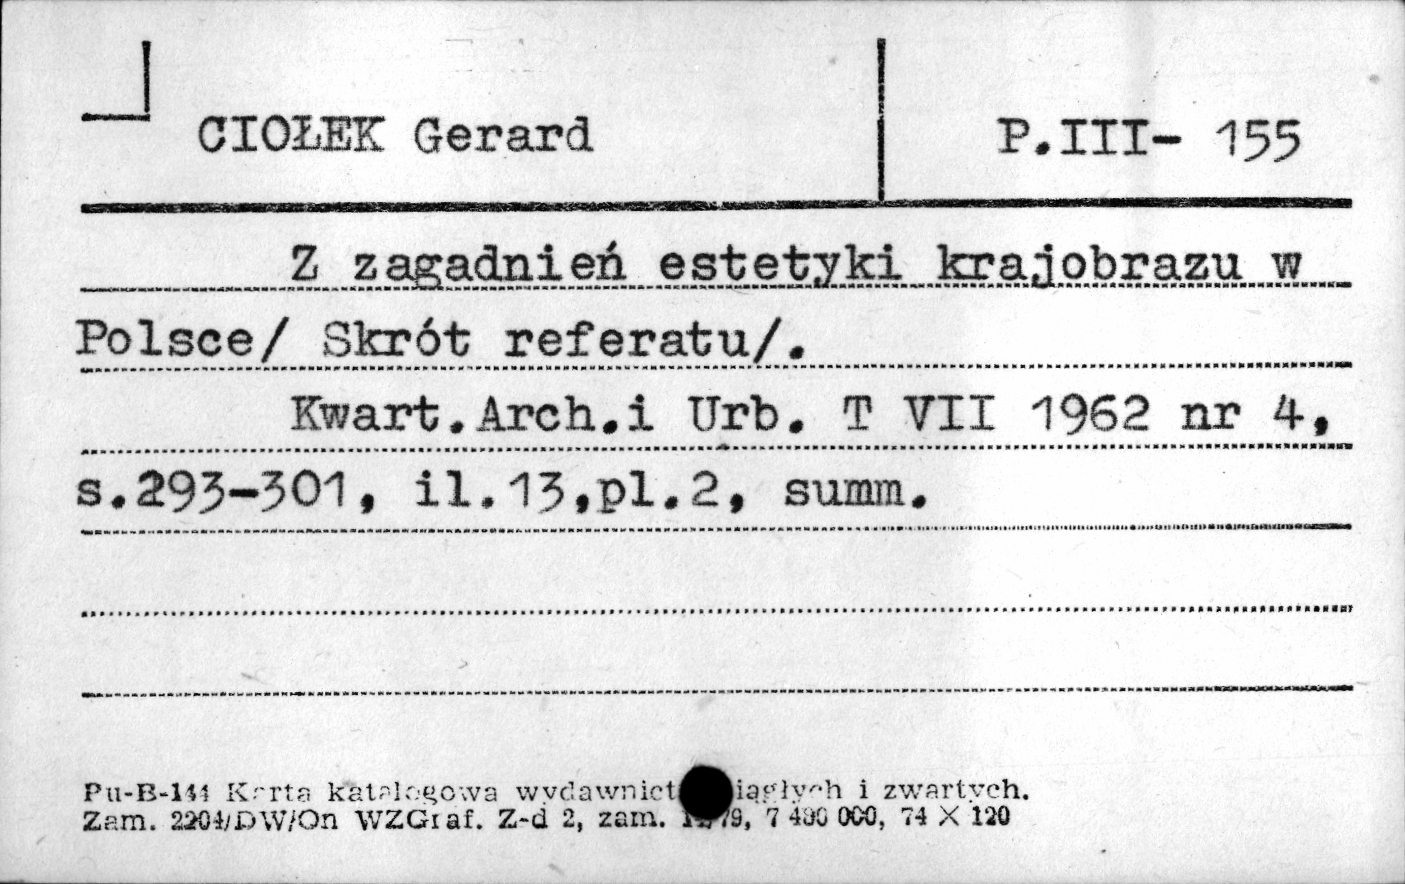 CIOŁEK Gerard P.III- 155
Z zagadnień estetyki krajobrazu w
Polsce/ Skrót referatu/.
Kwart.Arch.i Urb. T VII 1962 nr 4,
s.293-301, il.13,pl.2, summ.
Pu-B-144 Karta katalogowa wydawnict i zwartych.
Zam. 2204/DW/On WZGraf. Z-d 2, zam. 7 400 000, 74 X 120